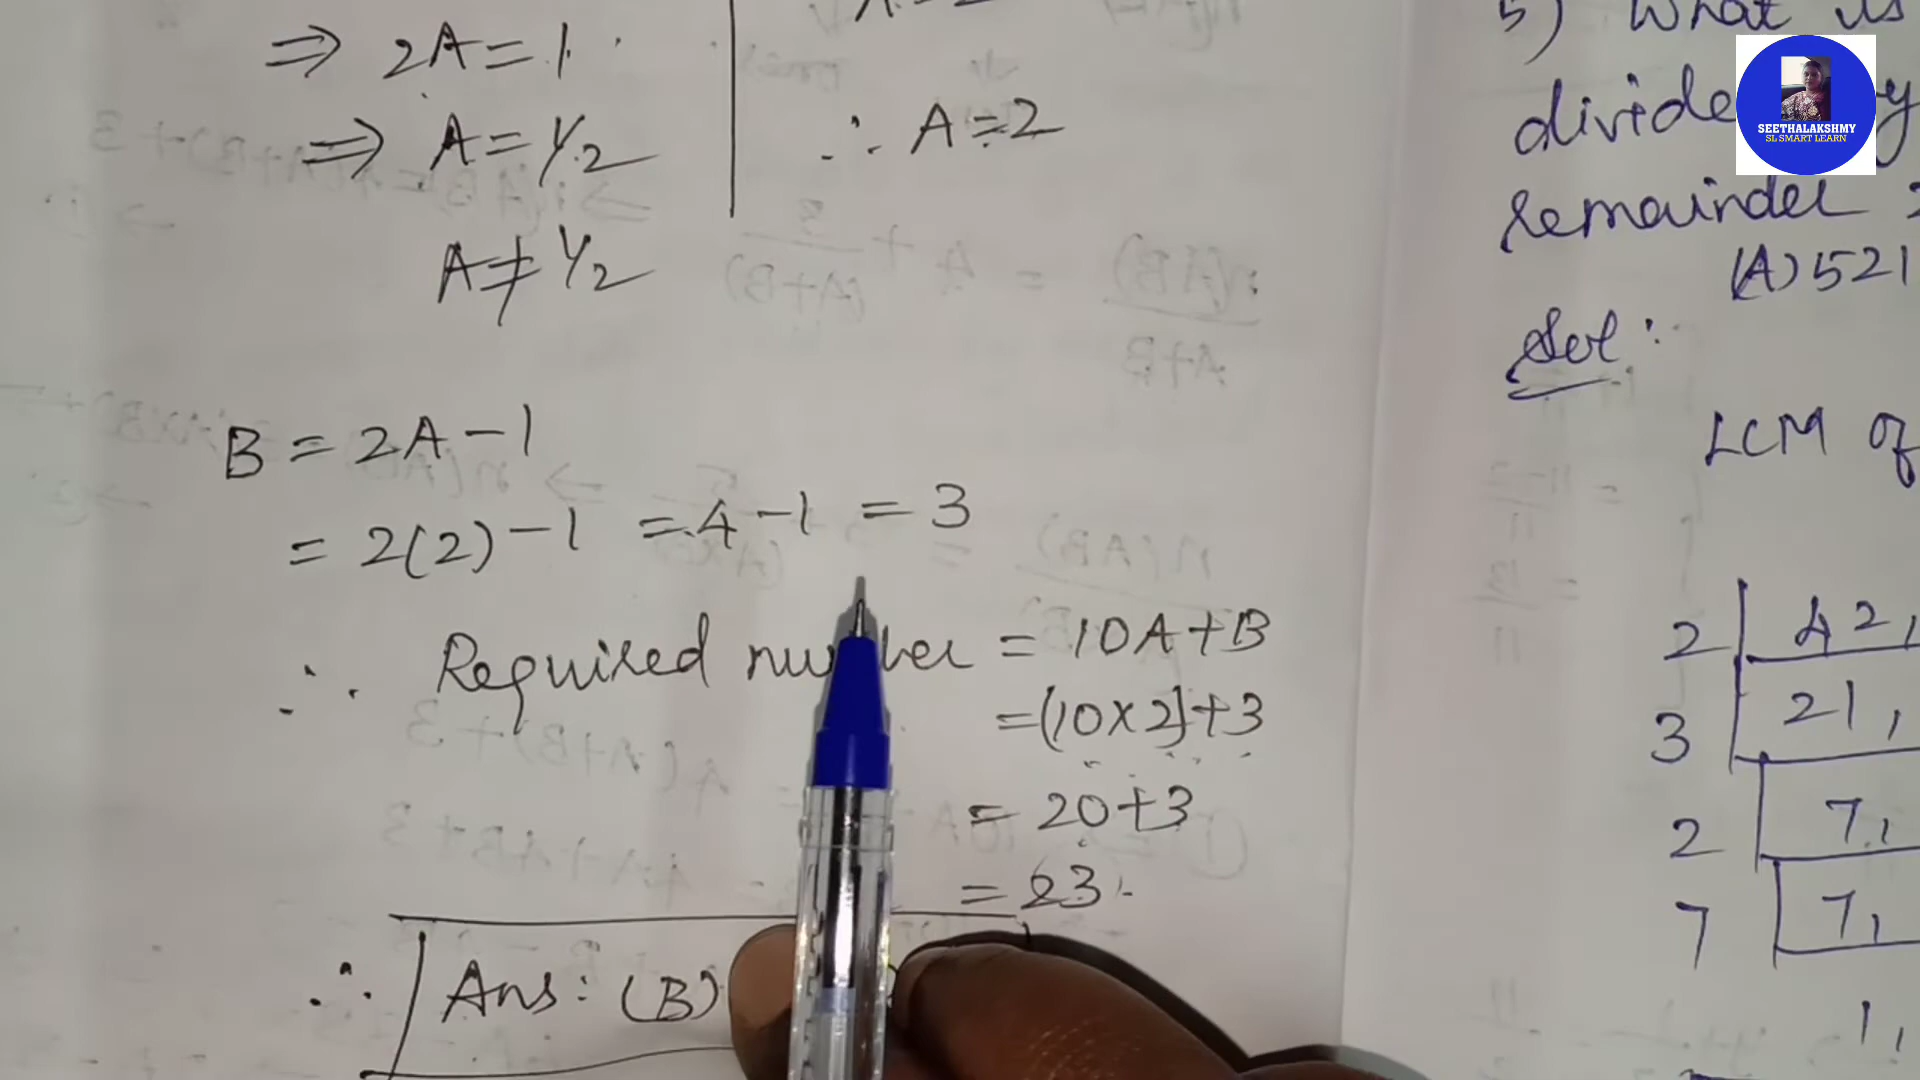 ⇒ 2A = 1
⇒ A = 1/2
A ≠ 1/2
∴ A = 2
B = 2A - 1
= 2(2) - 1 = 4 - 1 = 3
∴ Required number = 10A + B
= (10 x 2) + 3
= 20 + 3
= 23
∴ Ans: (B)
5) What is
divide
remainder
(A) 521
Sol:
LCM of
2 42,
3 21,
2 7,
7 7,
1,
SEETHALAKSHMY
SL SMART LEARN